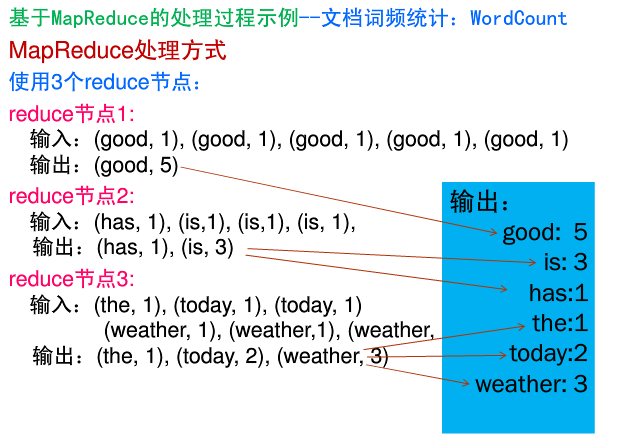 基于MapReduce的处理过程示例--文档词频统计：WordCount
MapReduce处理方式
使用3个reduce节点：
reduce节点1:
输入：(good, 1), (good, 1), (good, 1), (good, 1), (good, 1)
输出：(good, 5)
reduce节点2:
输入：(has, 1), (is,1), (is,1), (is, 1),
输出：(has, 1), (is, 3)
reduce节点3:
输入：(the, 1), (today, 1), (today, 1)
(weather, 1), (weather,1), (weather,
输出：(the, 1), (today, 2), (weather, 3)
输出：
good: 5
is: 3
has:1
the:1
today:2
weather: 3